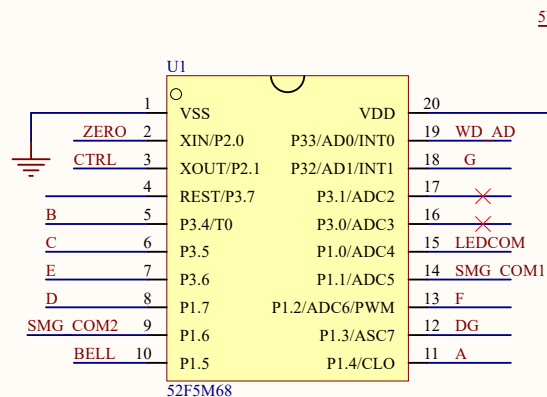 5V
U1
1 VSS VDD 20
ZERO 2 XIN/P2.0 P33/AD0/INT0 19 WD_AD
CTRL 3 XOUT/P2.1 P32/AD1/INT1 18 G
4 REST/P3.7 P3.1/ADC2 17
B 5 P3.4/T0 P3.0/ADC3 16
C 6 P3.5 P1.0/ADC4 15 LEDCOM
E 7 P3.6 P1.1/ADC5 14 SMG_COM1
D 8 P1.7 P1.2/ADC6/PWM 13 F
SMG_COM2 9 P1.6 P1.3/ASC7 12 DG
BELL 10 P1.5 P1.4/CLO 11 A
52F5M68